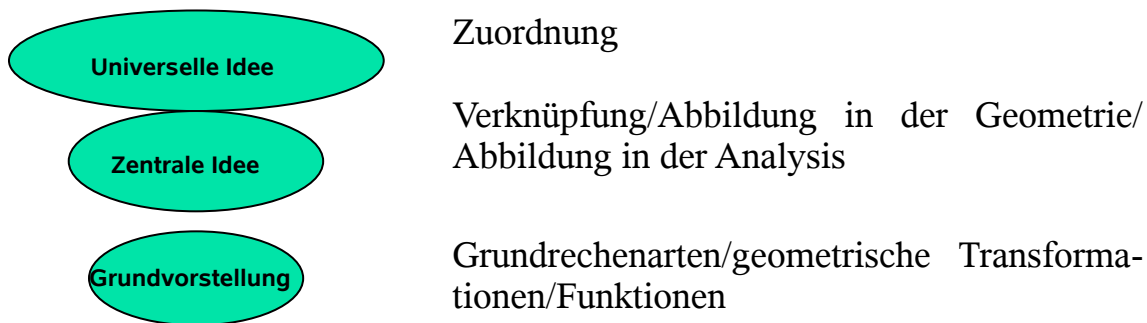 Zuordnung
Universelle Idee
Verknüpfung/Abbildung in der Geometrie/
Abbildung in der Analysis
Zentrale Idee
Grundrechenarten/geometrische Transforma-
tionen/Funktionen
Grundvorstellung